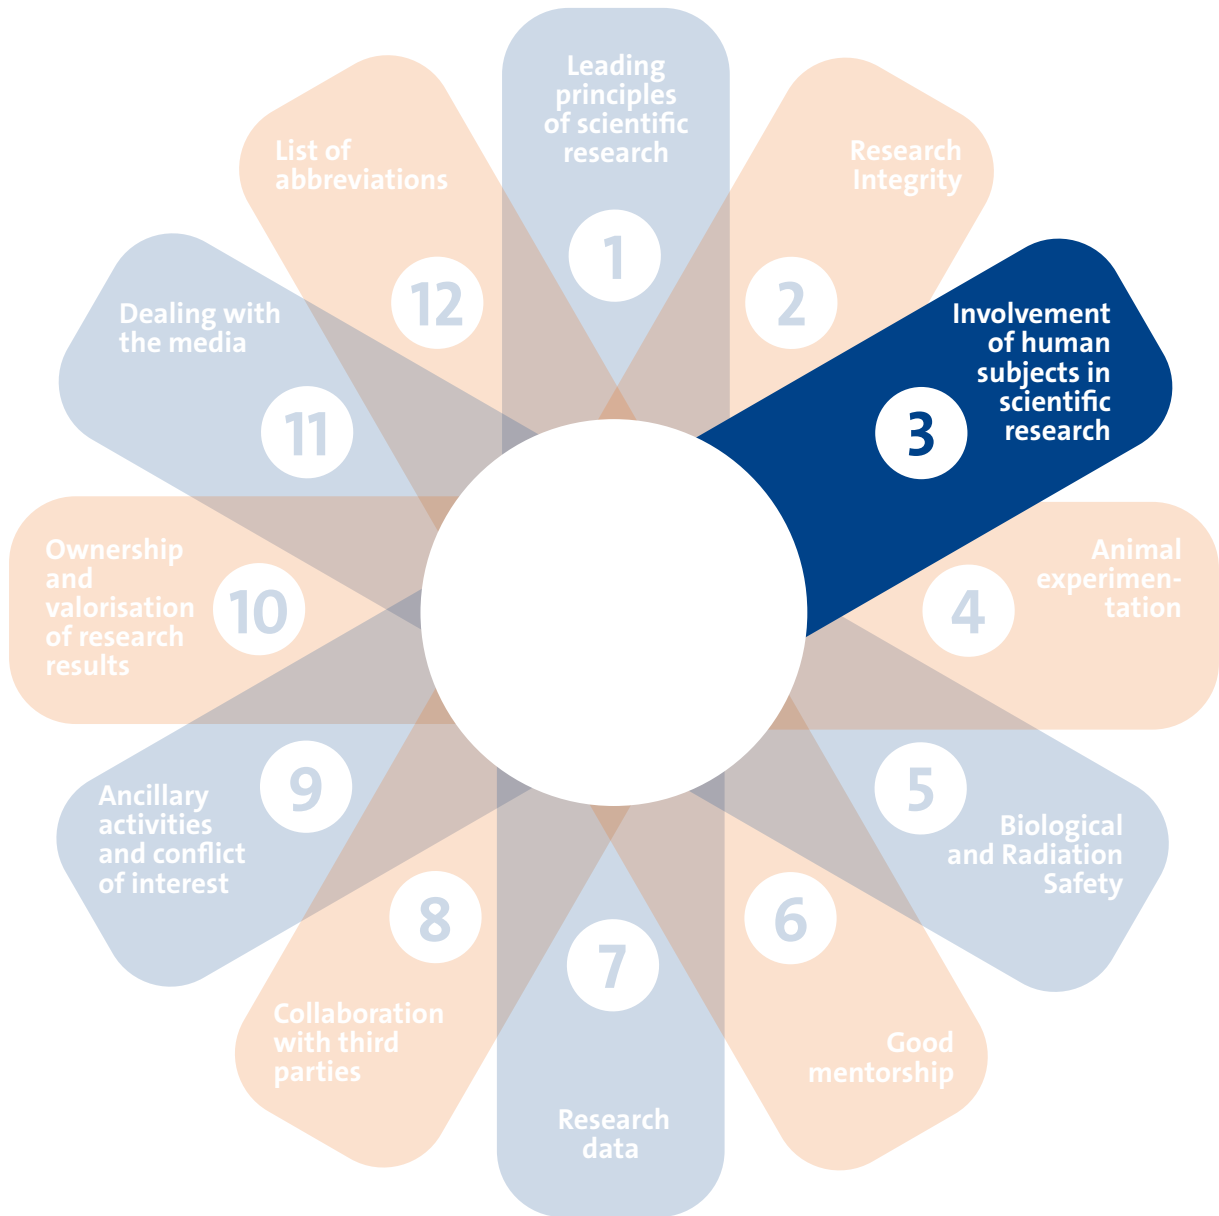 Leading
principles
of scientific
research
1
Research
Integrity
2
Involvement
of human
subjects in
scientific
research
3
Animal
experimen-
tation
4
5
Biological
and Radiation
Safety
6
Good
mentorship
7
Research
data
8
Collaboration
with third
parties
9
Ancillary
activities
and conflict
of interest
Ownership
and
valorisation
of research
results
10
Dealing with
the media
11
List of
abbreviations
12